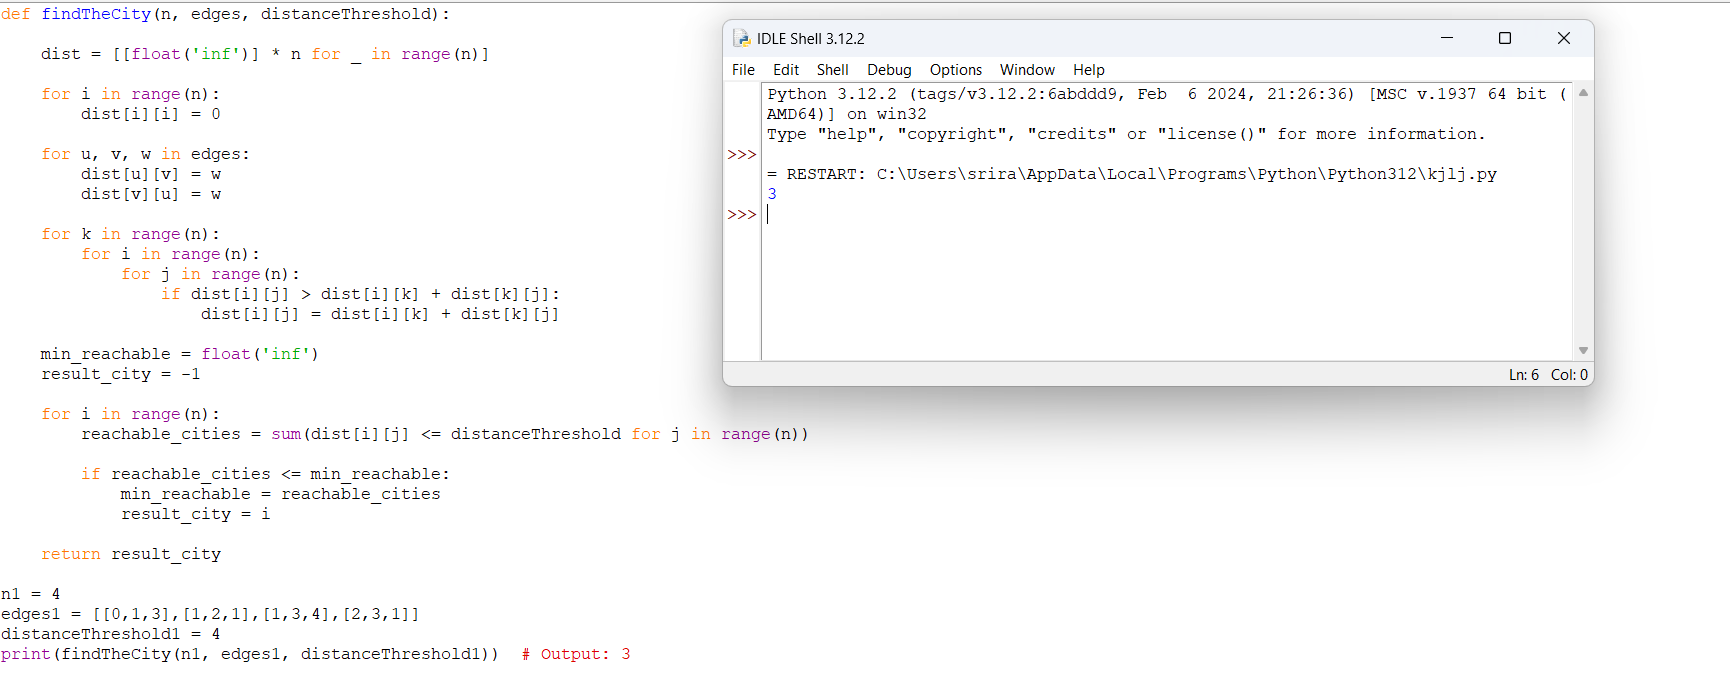 def findTheCity(n, edges, distanceThreshold):
    dist = [[float('inf')] * n for _ in range(n)]
    for i in range(n):
        dist[i][i] = 0
    for u, v, w in edges:
        dist[u][v] = w
        dist[v][u] = w
    for k in range(n):
        for i in range(n):
            for j in range(n):
                if dist[i][j] > dist[i][k] + dist[k][j]:
                    dist[i][j] = dist[i][k] + dist[k][j]
    min_reachable = float('inf')
    result_city = -1
    for i in range(n):
        reachable_cities = sum(dist[i][j] <= distanceThreshold for j in range(n))
        if reachable_cities <= min_reachable:
            min_reachable = reachable_cities
            result_city = i
    return result_city
n1 = 4
edges1 = [[0,1,3],[1,2,1],[1,3,4],[2,3,1]]
distanceThreshold1 = 4
print(findTheCity(n1, edges1, distanceThreshold1))  # Output: 3
IDLE Shell 3.12.2
File Edit Shell Debug Options Window Help
Python 3.12.2 (tags/v3.12.2:6abddd9, Feb  6 2024, 21:26:36) [MSC v.1937 64 bit (
AMD64)] on win32
Type "help", "copyright", "credits" or "license()" for more information.
>>>
= RESTART: C:\Users\srira\AppData\Local\Programs\Python\Python312\kjlj.py
3
>>>
Ln: 6 Col: 0